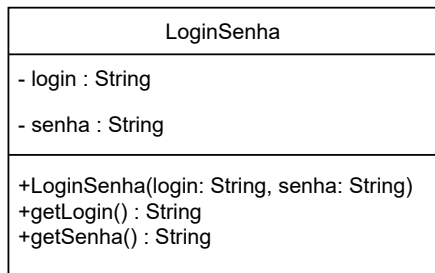 LoginSenha
- login : String
- senha : String
+LoginSenha(login: String, senha: String)
+getLogin() : String
+getSenha() : String